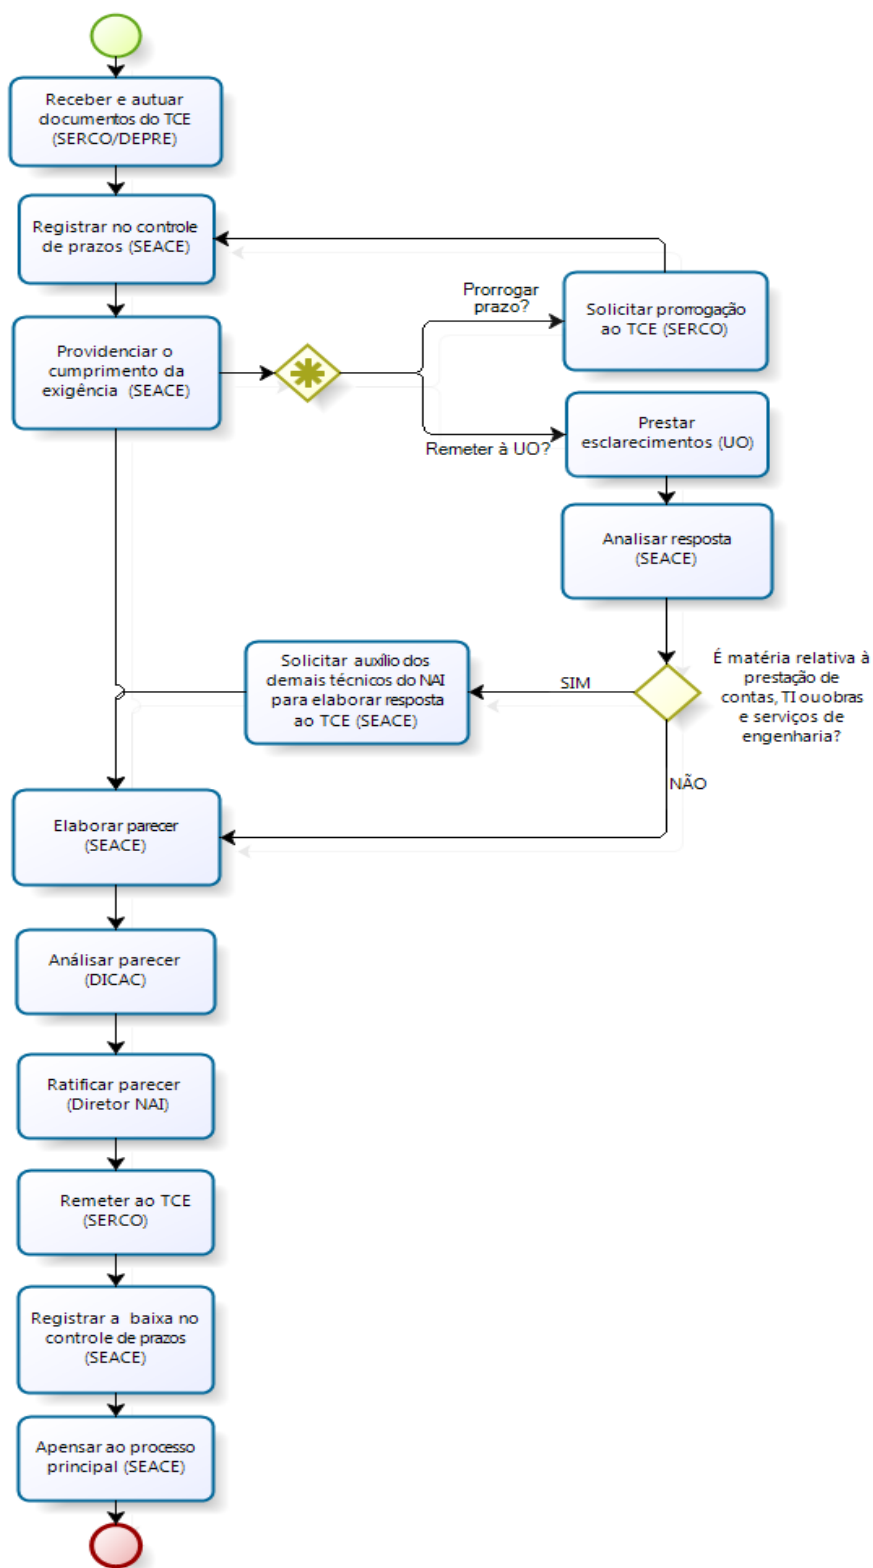 Receber e autuar
documentos do TCE
(SERCO/DEPRE)
Registrar no controle
de prazos (SEACE)
Prorrogar
prazo?
Solicitar prorrogação
ao TCE (SERCO)
Providenciar o
cumprimento da
exigência (SEACE)
Remeter à UO?
Prestar
esclarecimentos (UO)
Analisar resposta
(SEACE)
Solicitar auxílio dos
demais técnicos do NAI
para elaborar resposta
ao TCE (SEACE)
SIM
É matéria relativa à
prestação de
contas, TI ou obras
e serviços de
engenharia?
NÃO
Elaborar parecer
(SEACE)
Análisar parecer
(DICAC)
Ratificar parecer
(Diretor NAI)
Remeter ao TCE
(SERCO)
Registrar a baixa no
controle de prazos
(SEACE)
Apensar ao processo
principal (SEACE)